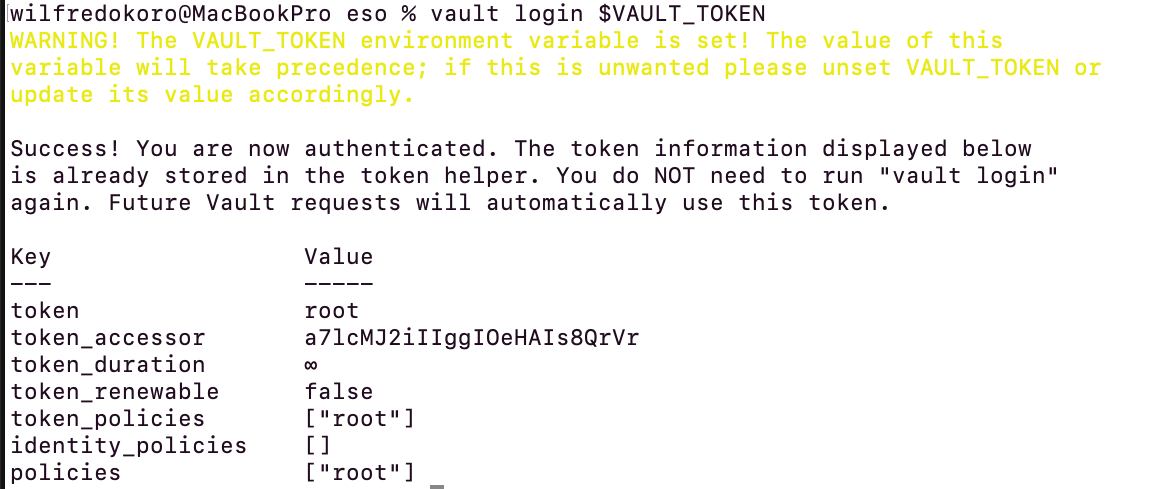 wilfredokoro@MacBookPro eso % vault login $VAULT_TOKEN
WARNING! The VAULT_TOKEN environment variable is set! The value of this
variable will take precedence; if this is unwanted please unset VAULT_TOKEN or
update its value accordingly.
Success! You are now authenticated. The token information displayed below
is already stored in the token helper. You do NOT need to run "vault login"
again. Future Vault requests will automatically use this token.
Key Value
--- -----
token root
token_accessor a7lcMJ2iIIggIOeHAIs8QrVr
token_duration ∞
token_renewable false
token_policies ["root"]
identity_policies []
policies ["root"]